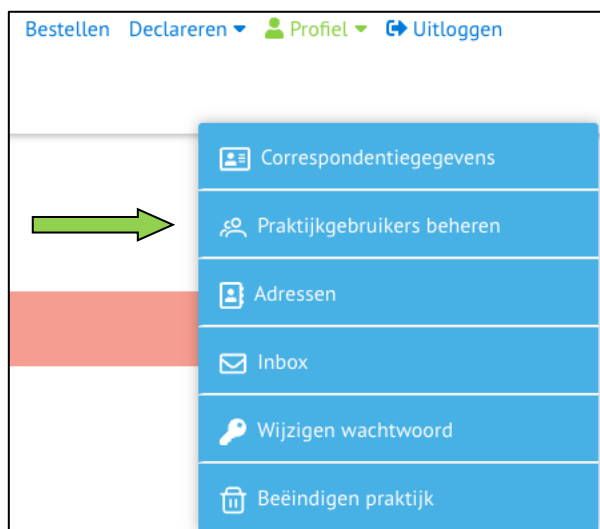 Bestellen Declareren Profiel Uitloggen
Correspondentiegegevens
Praktijkgebruikers beheren
Adressen
Inbox
Wijzigen wachtwoord
Beëindigen praktijk